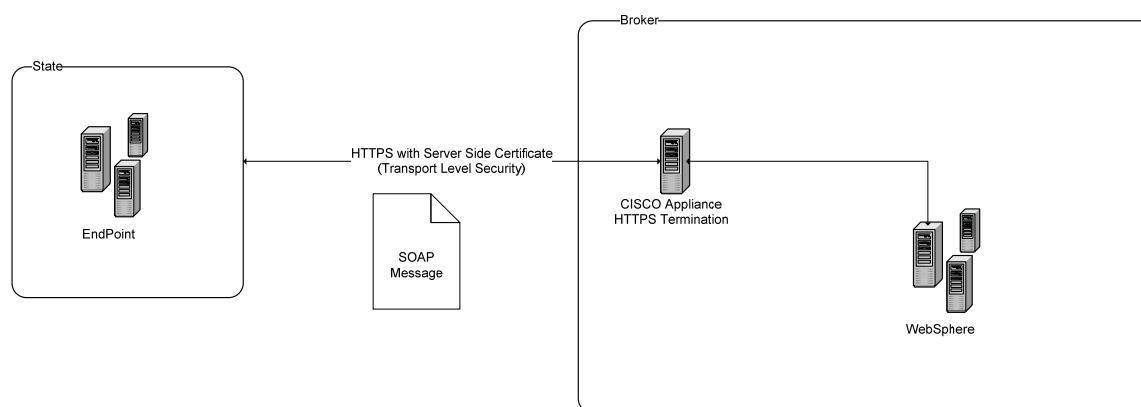 Broker
State
HTTPS with Server Side Certificate
(Transport Level Security)
EndPoint
SOAP
Message
CISCO Appliance
HTTPS Termination
WebSphere